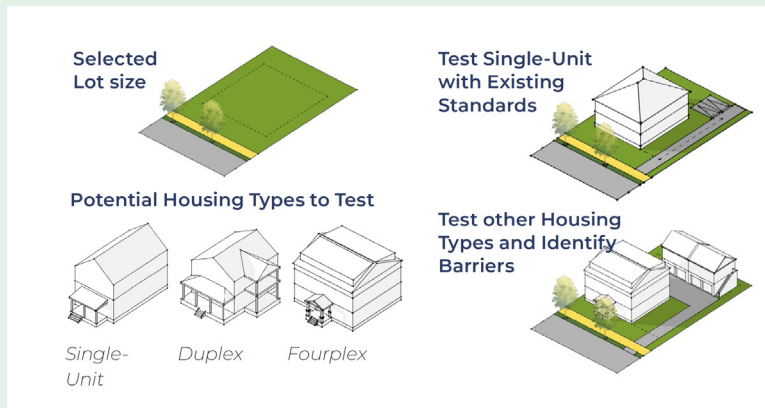 Selected
Lot size
Test Single-Unit
with Existing
Standards
Potential Housing Types to Test
Single-
Unit
Duplex
Fourplex
Test other Housing
Types and Identify
Barriers